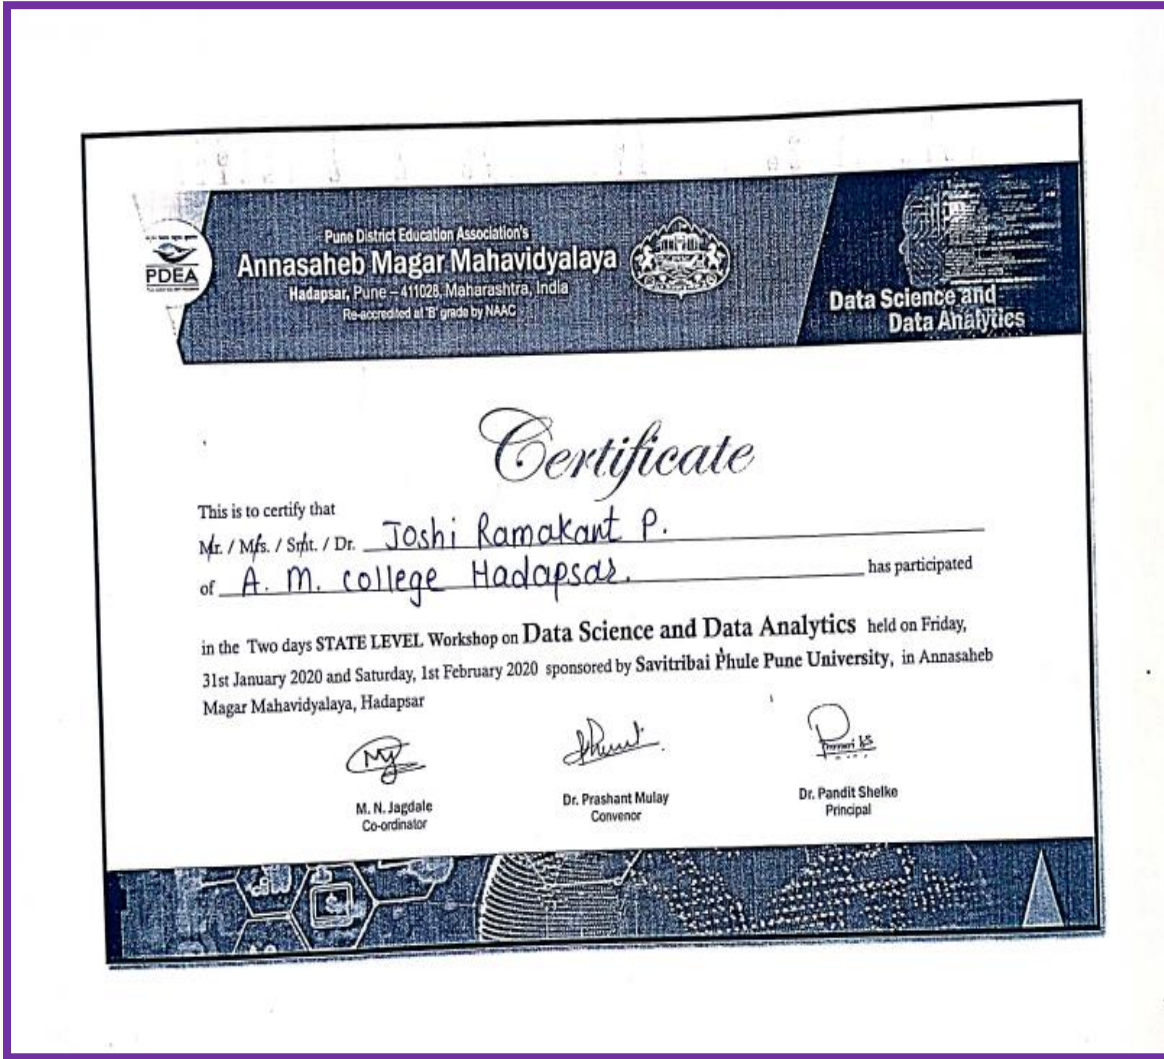 Pune District Education Association's
Annasaheb Magar Mahavidyalaya
Hadapsar, Pune – 411028, Maharashtra, India
Re-accredited at 'B' grade by NAAC
PDEA
Data Science and
Data Analytics
Certificate
This is to certify that
Mr. / M/s. / Smt. / Dr. Joshi Ramakant P.
of A. M. college Hadapsar. has participated
in the Two days STATE LEVEL Workshop on Data Science and Data Analytics held on Friday,
31st January 2020 and Saturday, 1st February 2020 sponsored by Savitribai Phule Pune University, in Annasaheb
Magar Mahavidyalaya, Hadapsar
M. N. Jagdale
Co-ordinator
Dr. Prashant Mulay
Convenor
Dr. Pandit Shelke
Principal